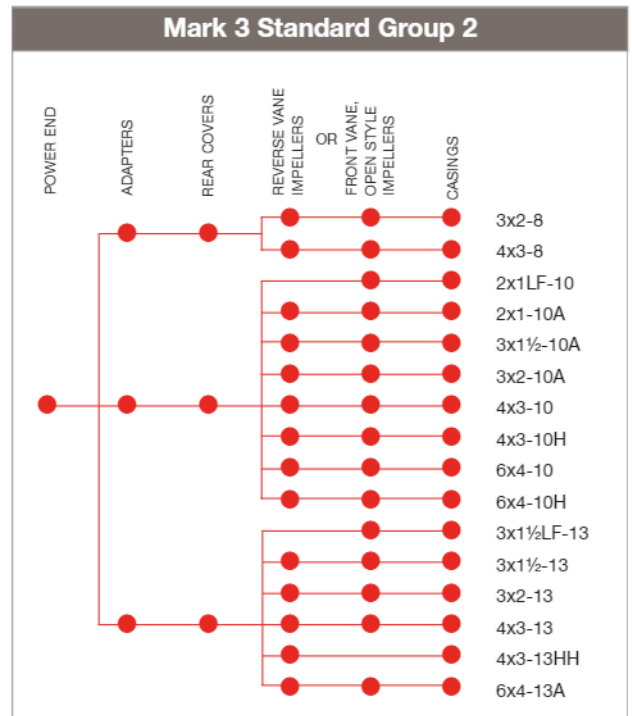 Mark 3 Standard Group 2
POWER END
ADAPTERS
REAR COVERS
REVERSE VANE
IMPELLERS
OR
FRONT VANE,
OPEN STYLE
IMPELLERS
CASINGS
3x2-8
4x3-8
2x1LF-10
2x1-10A
3x1½-10A
3x2-10A
4x3-10
4x3-10H
6x4-10
6x4-10H
3x1½LF-13
3x1½-13
3x2-13
4x3-13
4x3-13HH
6x4-13A